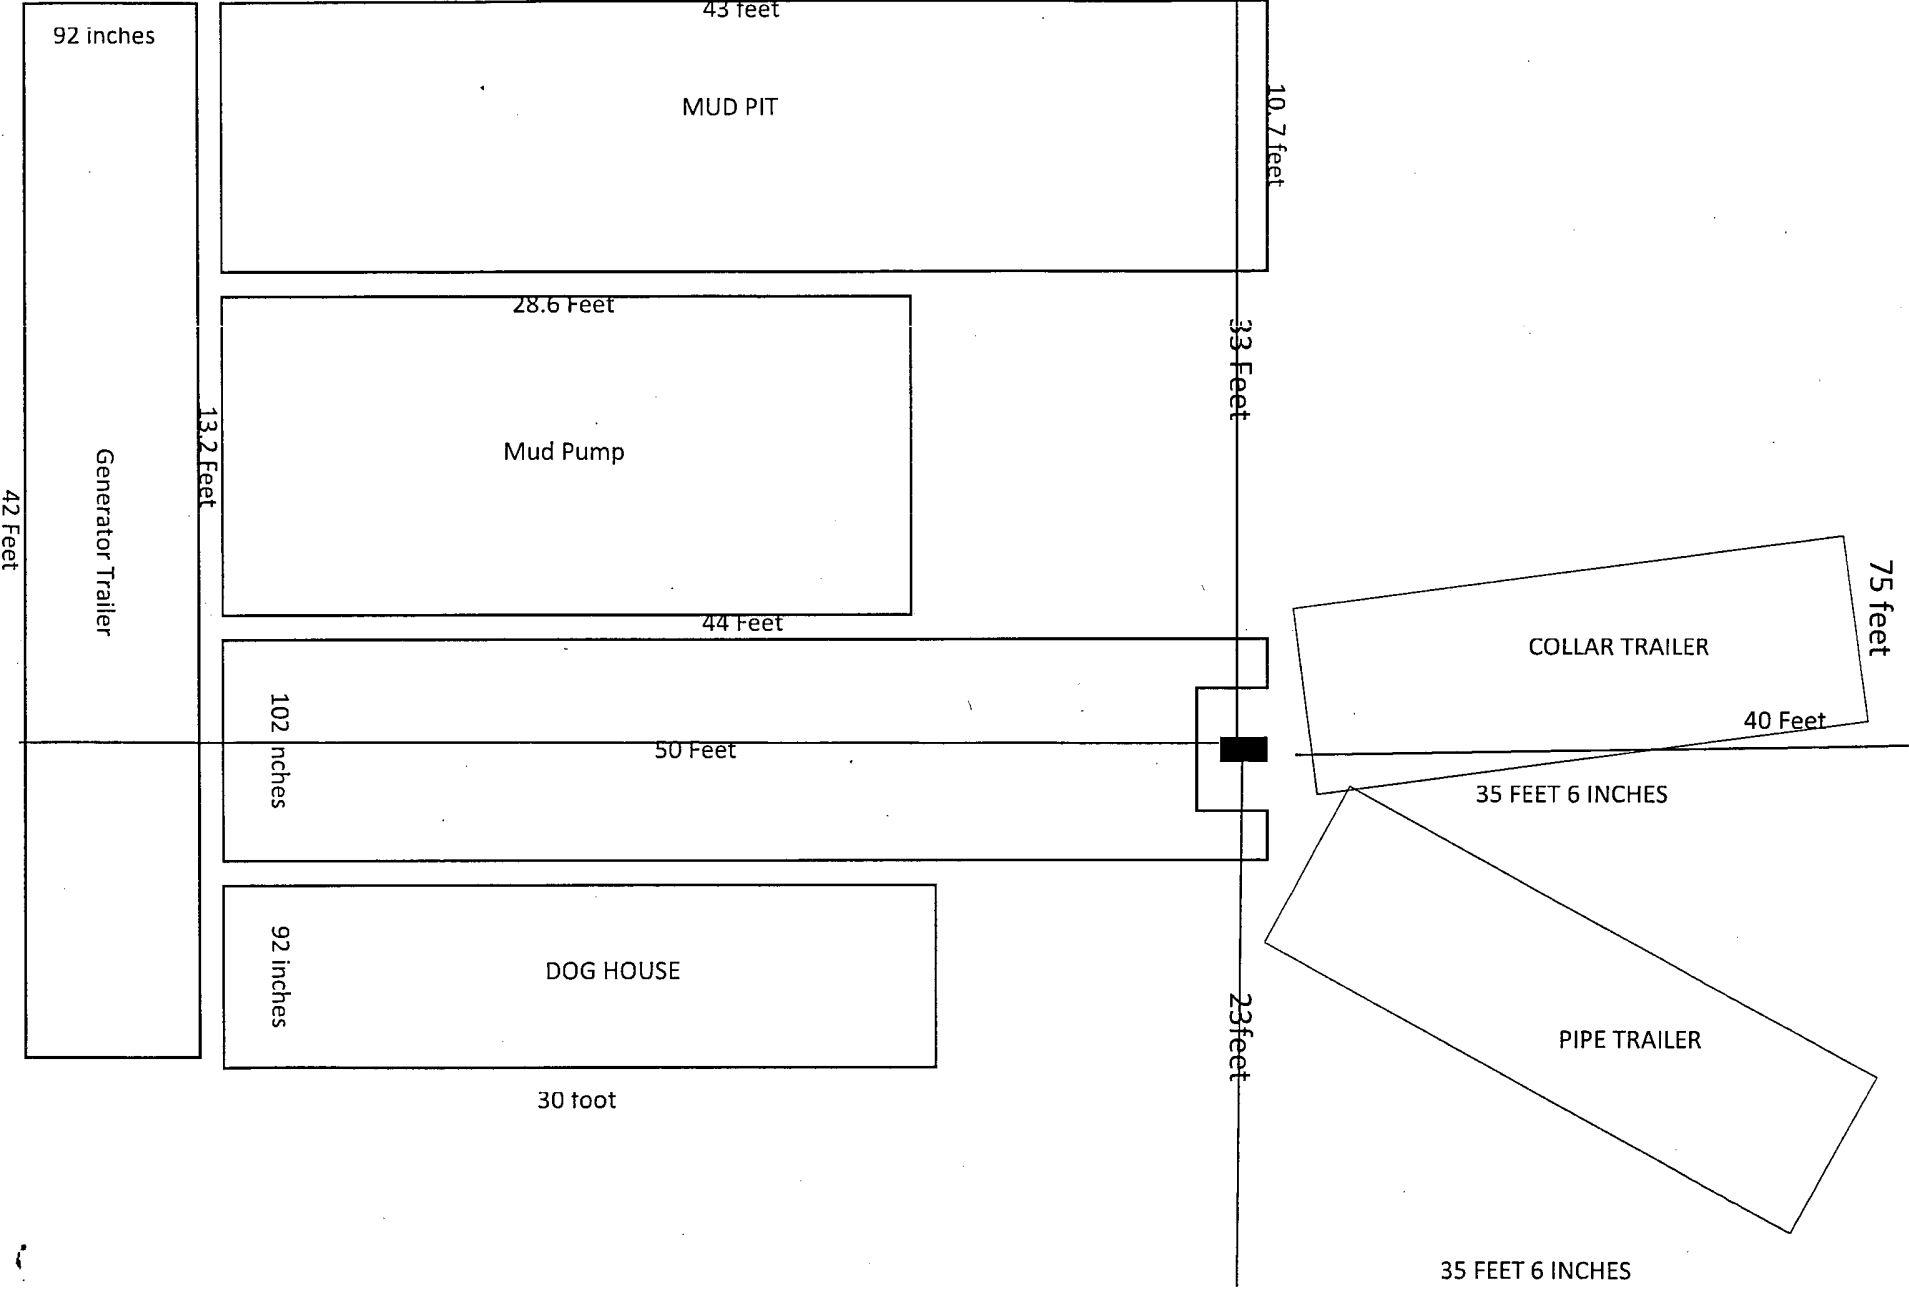 43 feet
92 inches
MUD PIT
10.7 feet
28.6 Feet
33 Feet
13.2 Feet
Mud Pump
Generator Trailer
42 Feet
44 Feet
75 feet
COLLAR TRAILER
40 Feet
102 nches
50 Feet
35 FEET 6 INCHES
92 inches
DOG HOUSE
23feet
PIPE TRAILER
30 toot
35 FEET 6 INCHES